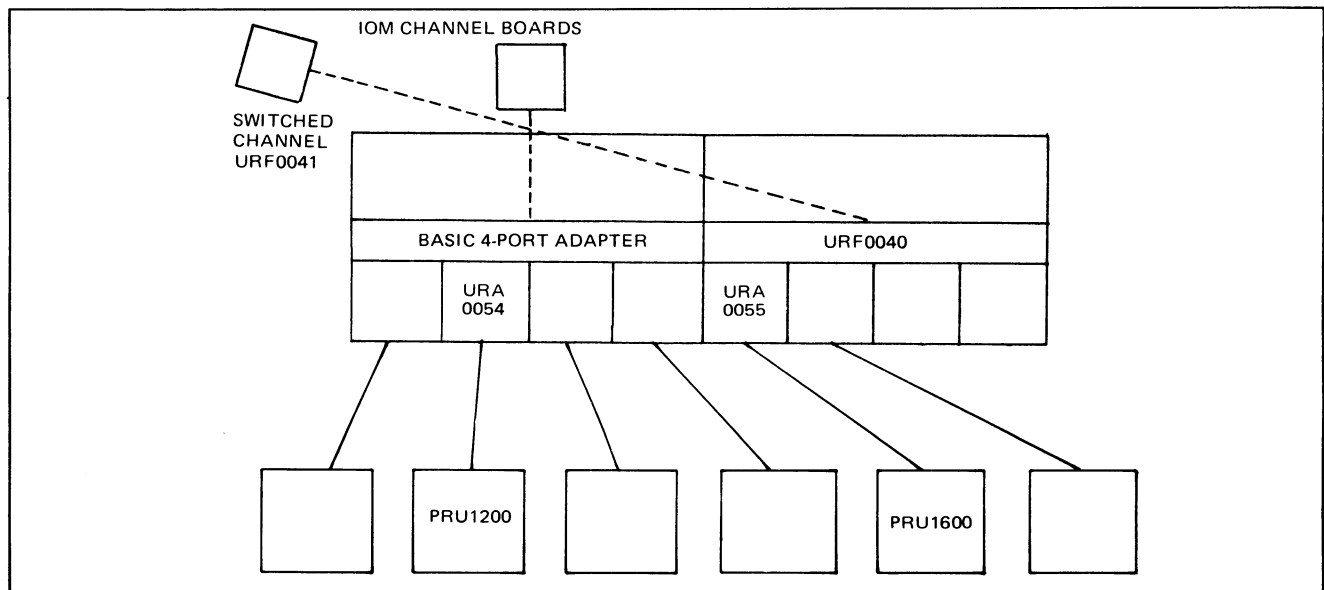 IOM CHANNEL BOARDS
SWITCHED
CHANNEL
URF0041
BASIC 4-PORT ADAPTER
URF0040
URA
0054
URA
0055
PRU1200
PRU1600